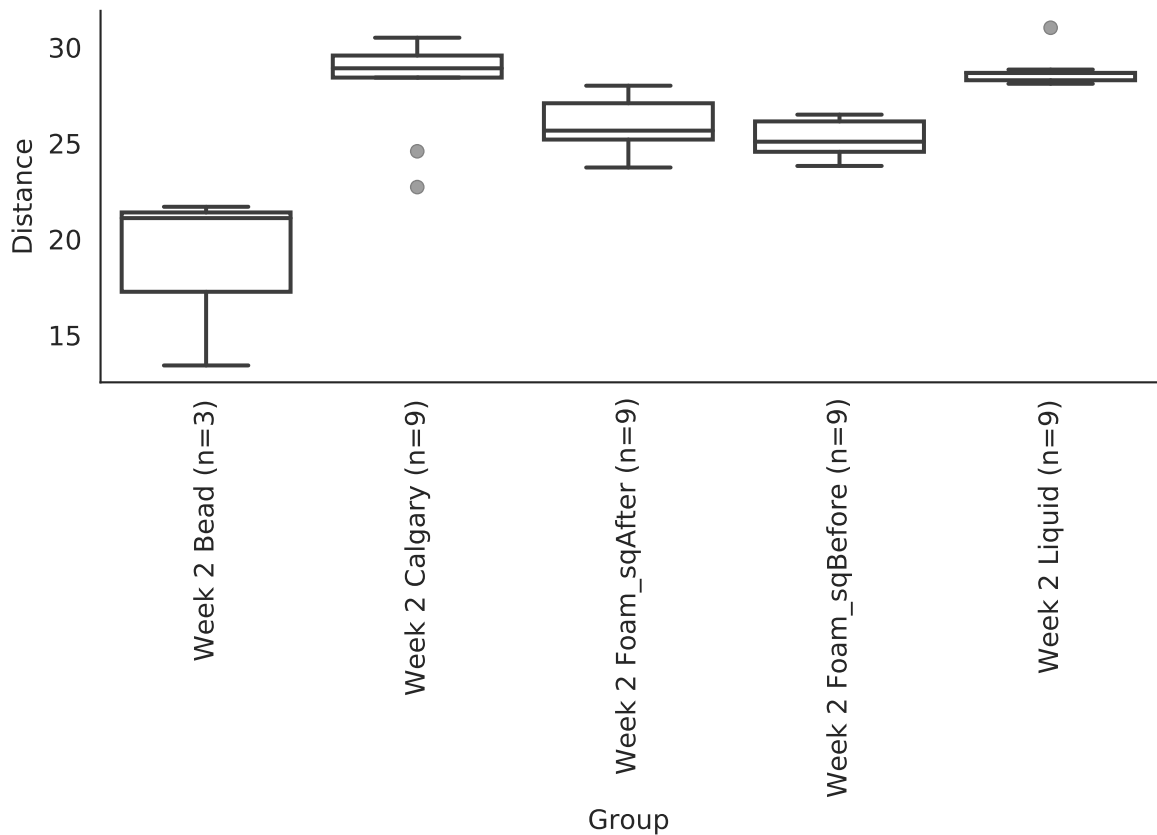 30
25
20
15
Distance
Week 2 Bead (n=3)
Week 2 Calgary (n=9)
Week 2 Foam_sqAfter (n=9)
Week 2 Foam_sqBefore (n=9)
Week 2 Liquid (n=9)
Group